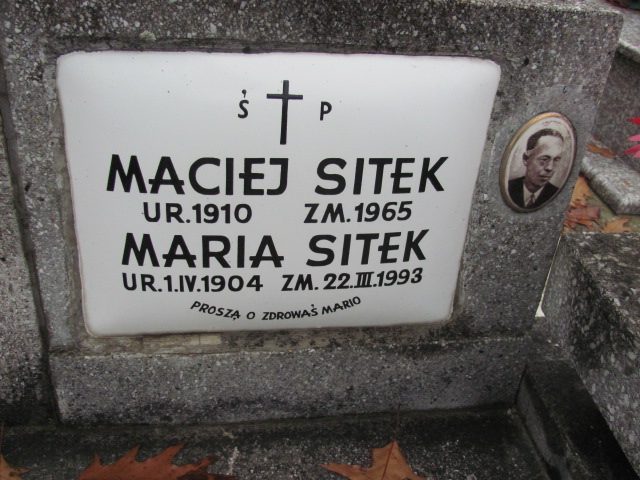 Ś P
MACIEJ SITEK
UR.1910 ZM.1965
MARIA SITEK
UR.1.IV.1904 ZM.22.III.1993
PROSZĄ O ZDROWAŚ MARIO